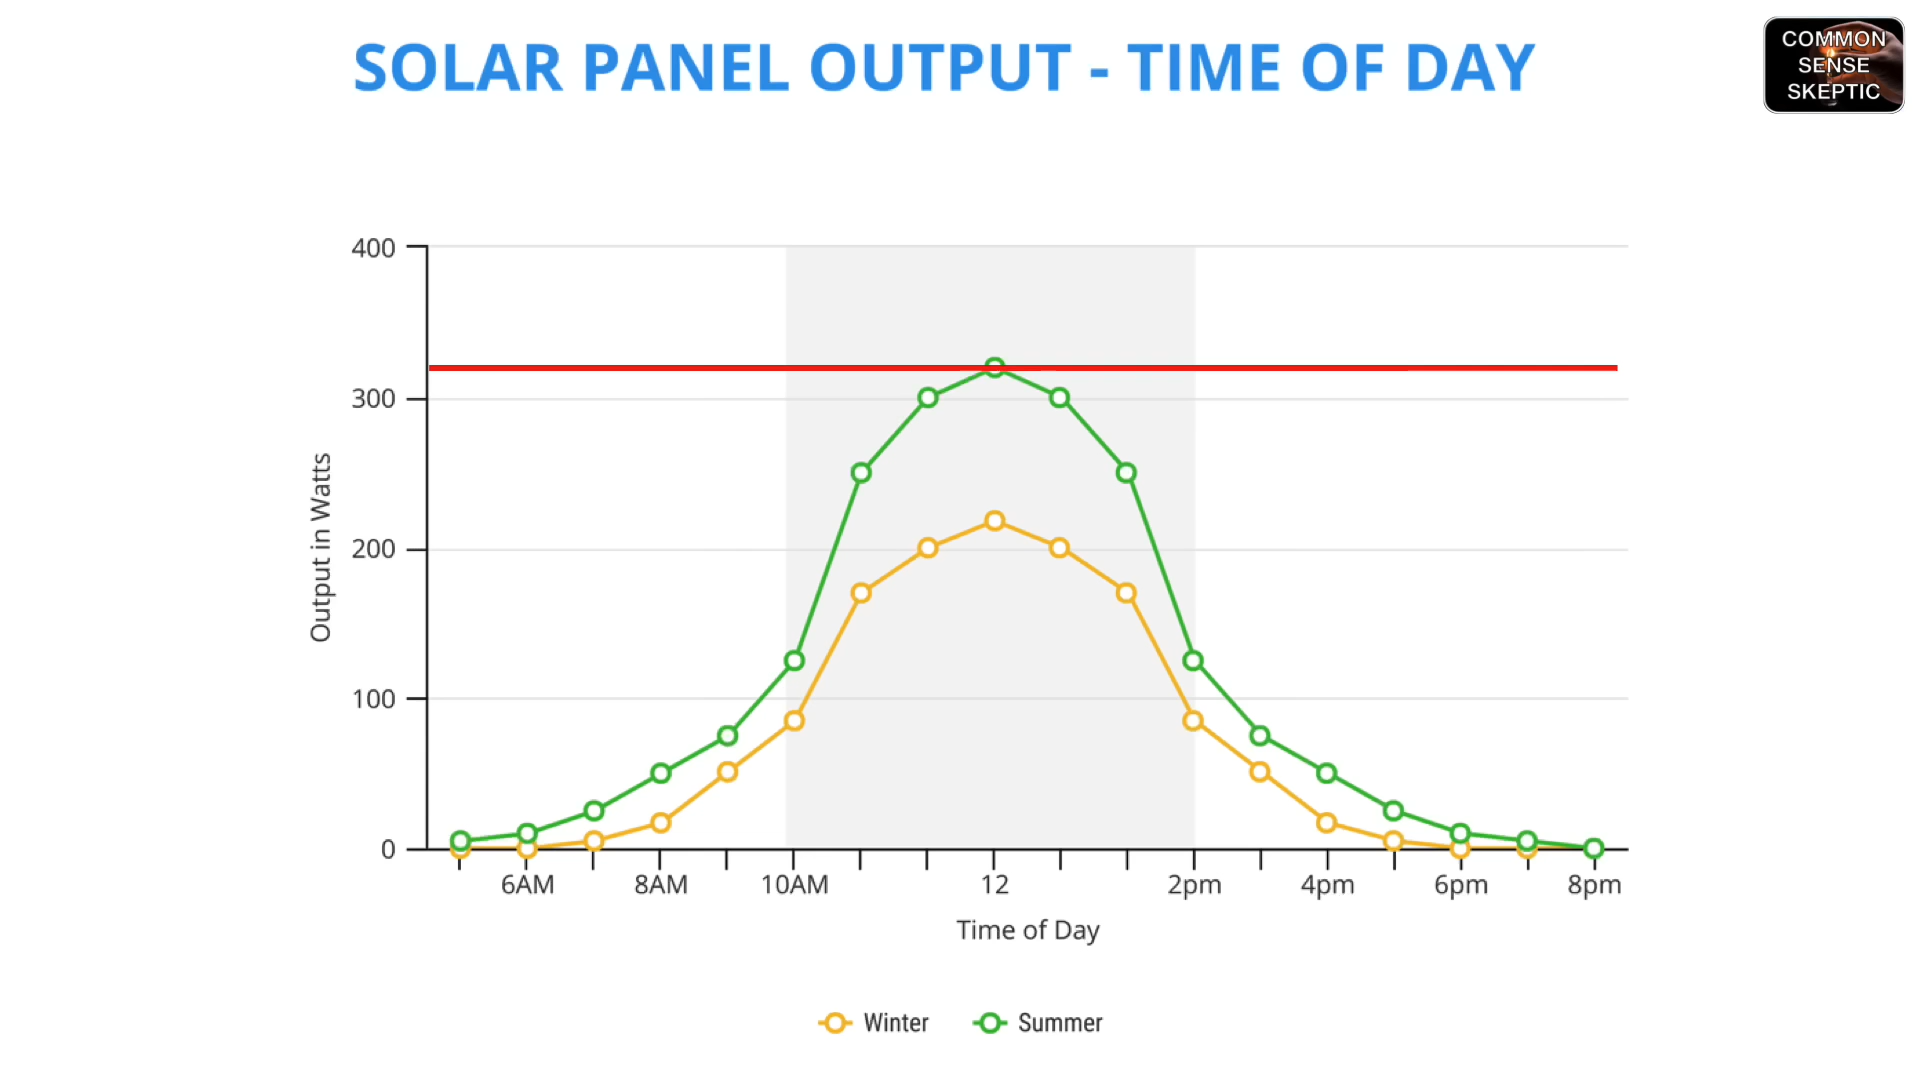 SOLAR PANEL OUTPUT - TIME OF DAY
COMMON
SENSE
SKEPTIC
400
300
200
100
0
Output in Watts
6AM 8AM 10AM 12 2pm 4pm 6pm 8pm
Time of Day
Winter Summer